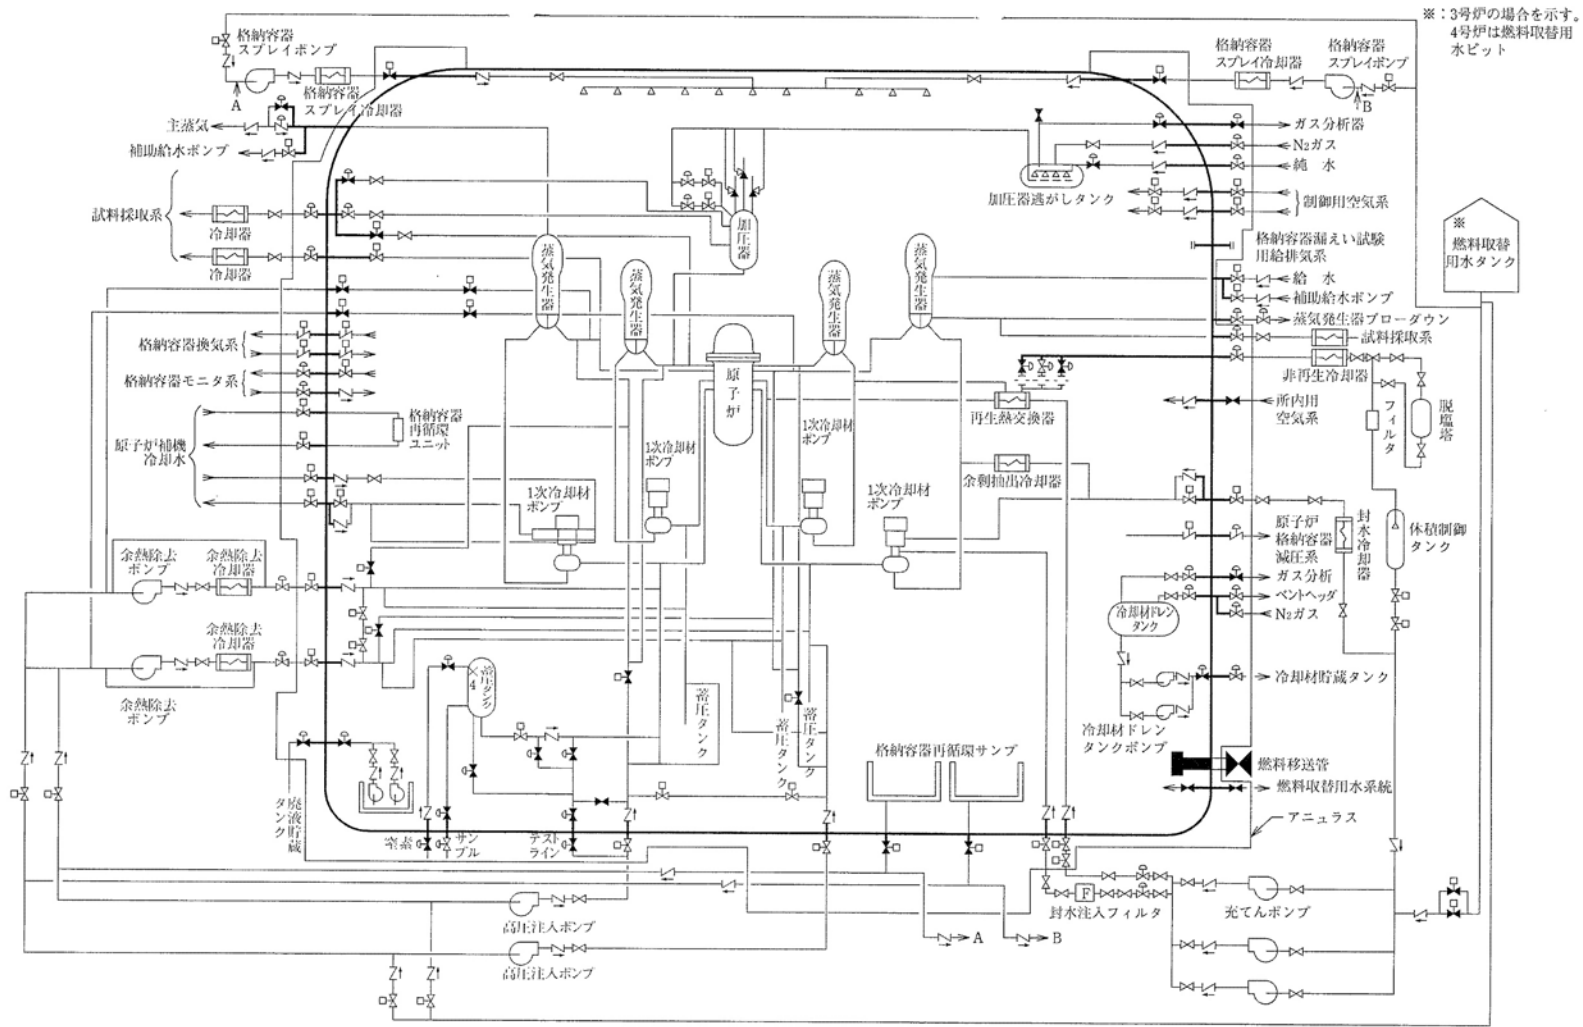 ※：3号炉の場合を示す。
4号炉は燃料取替用
水ピット
格納容器
スプレイポンプ
A
格納容器
スプレイ冷却器
格納容器
スプレイ冷却器
格納容器
スプレイポンプ
B
主蒸気
補助給水ポンプ
試料採取系
冷却器
冷却器
格納容器換気系
格納容器モニタ系
原子炉補機
冷却水
格納容器
再循環
ユニット
余熱除去
ポンプ
余熱除去
冷却器
余熱除去
冷却器
余熱除去
ポンプ
加圧器
加圧器逃がしタンク
蒸気発生器
蒸気発生器
蒸気発生器
蒸気発生器
原子炉
1次冷却材
ポンプ
1次冷却材
ポンプ
1次冷却材
ポンプ
1次冷却材
ポンプ
再生熱交換器
余剰抽出冷却器
ガス分析器
N₂ガス
純　水
制御用空気系
格納容器漏えい試験
用給排気系
給　水
補助給水ポンプ
蒸気発生器ブローダウン
試料採取系
非再生冷却器
所内用
空気系
フィルタ
脱塩塔
※
燃料取替
用水タンク
封水冷却器
体積制御
タンク
原子炉
格納容器
減圧系
ガス分析
ベントヘッダ
N₂ガス
冷却材ドレン
タンク
冷却材貯蔵タンク
冷却材ドレン
タンクポンプ
燃料移送管
燃料取替用水系統
アニュラス
蓄圧タンク
×4
蓄圧タンク
蓄圧タンク
蓄圧タンク
格納容器再循環サンプ
廃液貯蔵
タンク
窒素
サン
プル
テスト
ライン
高圧注入ポンプ
高圧注入ポンプ
A
B
F
封水注入フィルタ
充てんポンプ